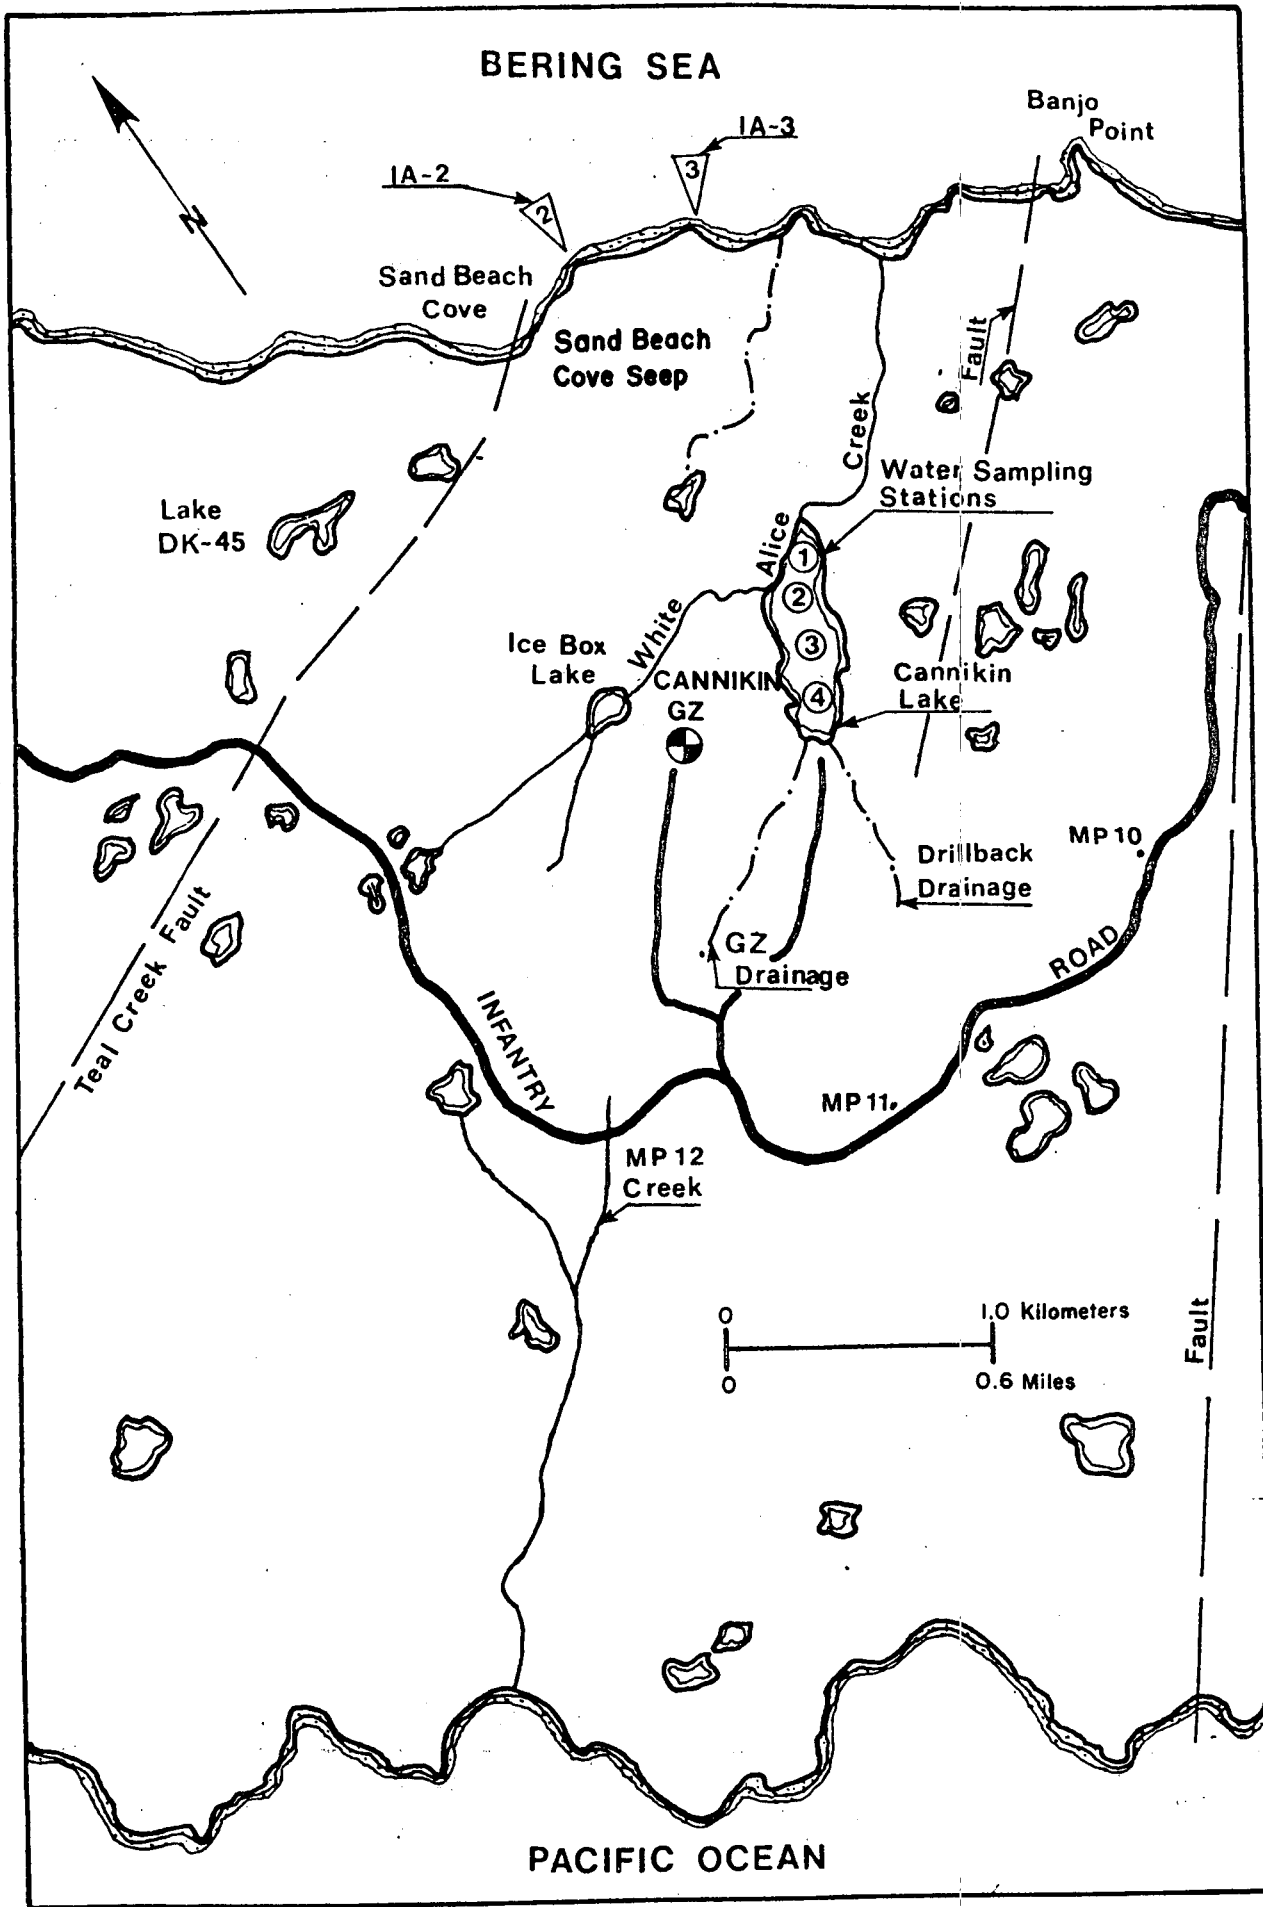 BERING SEA
Banjo
Point
IA-3
3
IA-2
2
N
Sand Beach
Cove
Sand Beach
Cove Seep
Fault
Creek
Water Sampling
Stations
Lake
DK-45
Alice
1
2
3
4
White
Ice Box
Lake
CANNIKIN
GZ
Cannikin
Lake
MP 10
Drillback
Drainage
GZ
Drainage
ROAD
Teal Creek Fault
INFANTRY
MP 11
MP 12
Creek
0
1.0 Kilometers
0
0.6 Miles
Fault
PACIFIC OCEAN